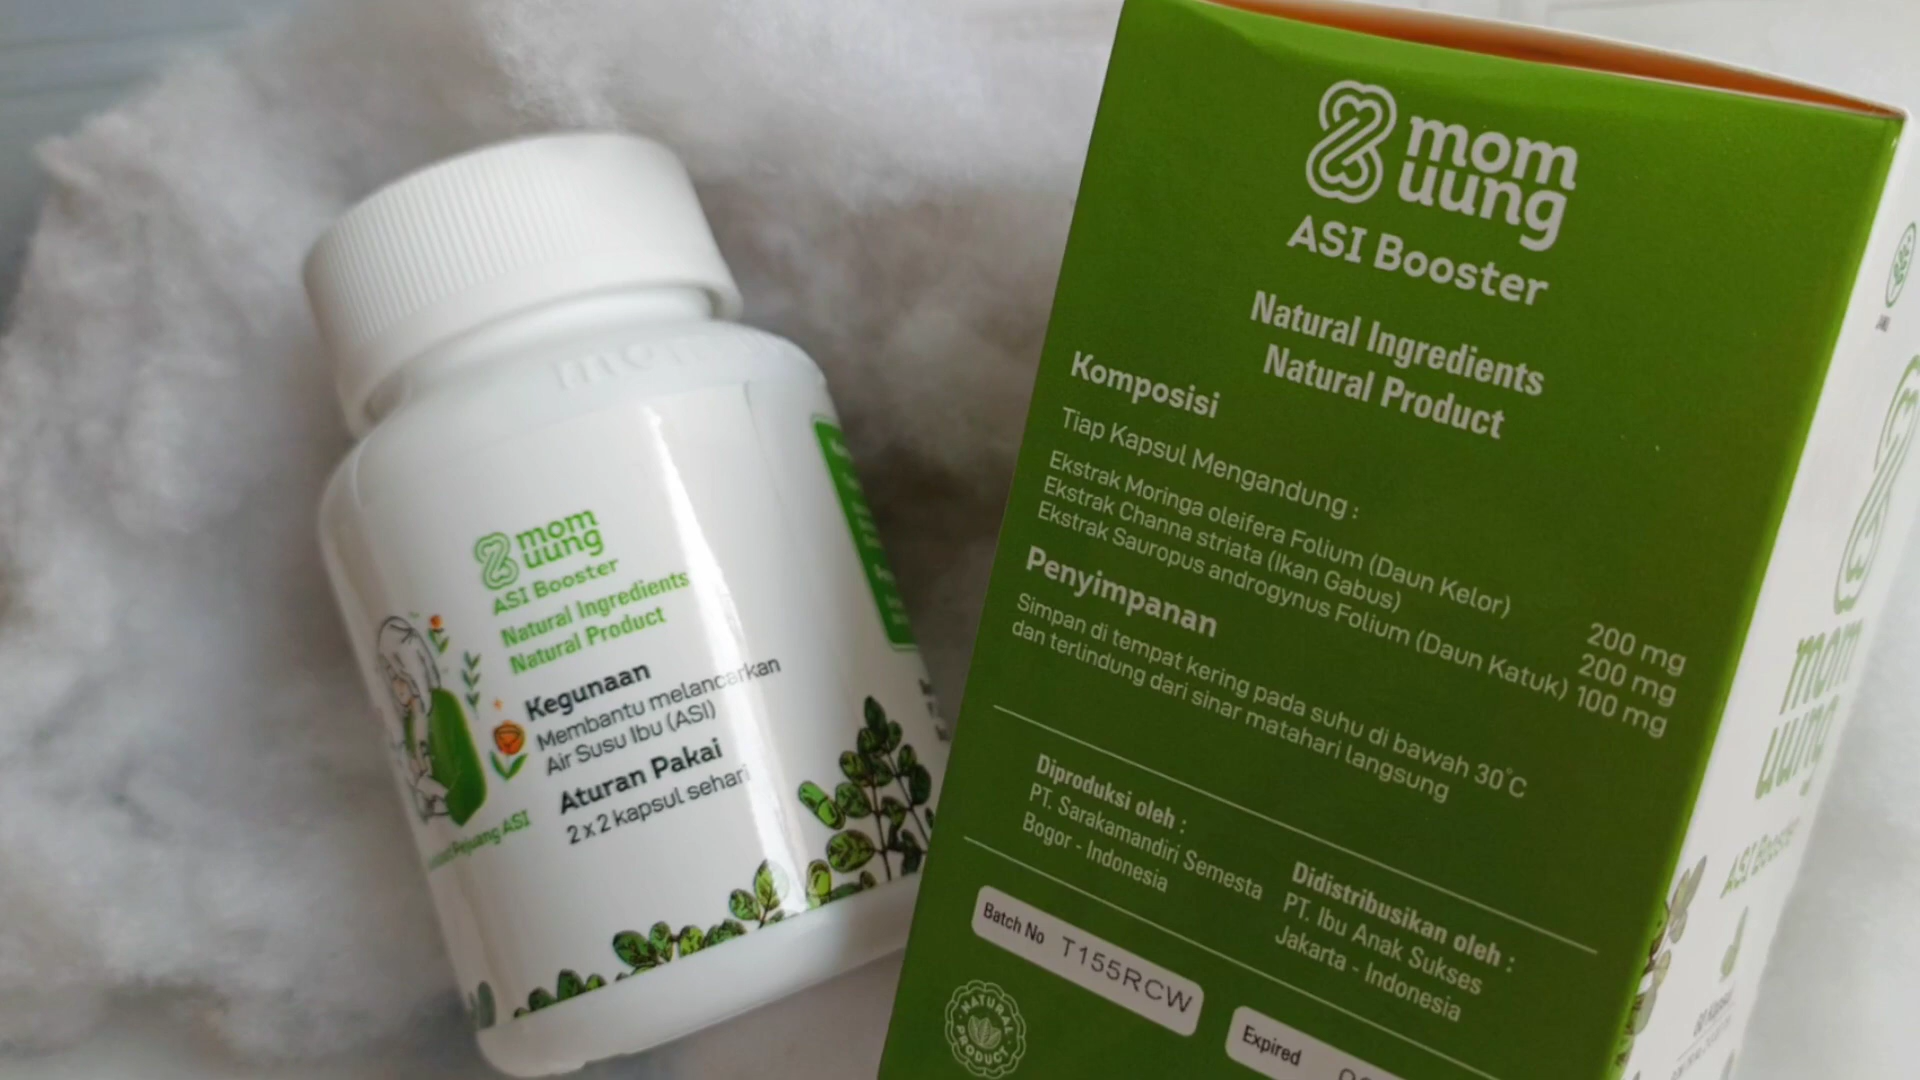 mom
uung
ASI Booster
Natural Ingredients
Natural Product
Kegunaan
Membantu melancarkan
Air Susu Ibu (ASI)
Aturan Pakai
2 x 2 kapsul sehari
Pejuang ASI
mom
uung
ASI Booster
Natural Ingredients
Natural Product
Komposisi
Tiap Kapsul Mengandung :
Ekstrak Moringa oleifera Folium (Daun Kelor) 200 mg
Ekstrak Channa striata (Ikan Gabus) 200 mg
Ekstrak Sauropus androgynus Folium (Daun Katuk) 100 mg
Penyimpanan
Simpan di tempat kering pada suhu di bawah 30°C
dan terlindung dari sinar matahari langsung
Diproduksi oleh :
PT. Sarakamandiri Semesta
Bogor - Indonesia
Didistribusikan oleh :
PT. Ibu Anak Sukses
Jakarta - Indonesia
Batch No T155RCW
Expired
NATURAL
PRODUCT
mom
uung
ASI Booster